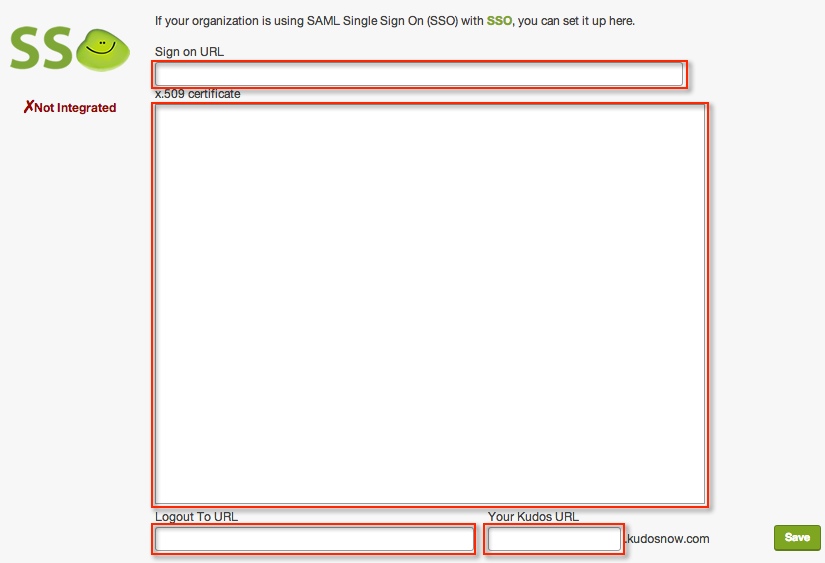 If your organization is using SAML Single Sign On (SSO) with SSO, you can set it up here.
SS
Sign on URL
x.509 certificate
✗Not Integrated
Logout To URL
Your Kudos URL
.kudosnow.com
Save